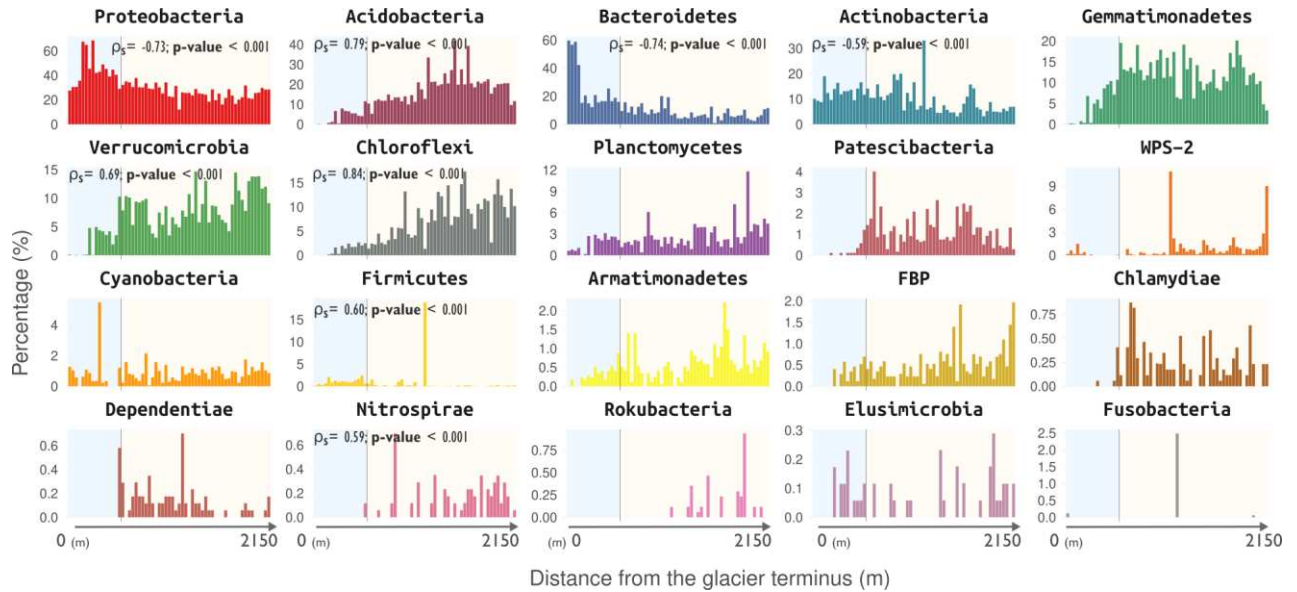 Proteobacteria Acidobacteria Bacteroidetes Actinobacteria Gemmatimonadetes
60 40 20 0 ρs= -0.73; p-value < 0.001
40 30 20 10 0 ρs= 0.79; p-value < 0.001
60 40 20 0 ρs= -0.74; p-value < 0.001
30 20 10 0 ρs= -0.59; p-value < 0.001
20 15 10 5 0
Verrucomicrobia Chloroflexi Planctomycetes Patescibacteria WPS-2
15 10 5 0 ρs= 0.69; p-value < 0.001
15 10 5 0 ρs= 0.84; p-value < 0.001
12 9 6 3 0
4 3 2 1 0
9 6 3 0
Cyanobacteria Firmicutes Armatimonadetes FBP Chlamydiae
4 2 0
15 10 5 0 ρs= 0.60; p-value < 0.001
2.0 1.5 1.0 0.5 0.0
2.0 1.5 1.0 0.5 0.0
0.75 0.50 0.25 0.00
Dependentiae Nitrospirae Rokubacteria Elusimicrobia Fusobacteria
0.6 0.4 0.2 0.0
0.6 0.4 0.2 0.0 ρs= 0.59; p-value < 0.001
0.75 0.50 0.25 0.00
0.3 0.2 0.1 0.0
2.5 2.0 1.5 1.0 0.5 0.0
0 (m) 2150 0 (m) 2150 (m) 0 2150 0 (m) 2150 0 (m) 2150
Percentage (%)
Distance from the glacier terminus (m)